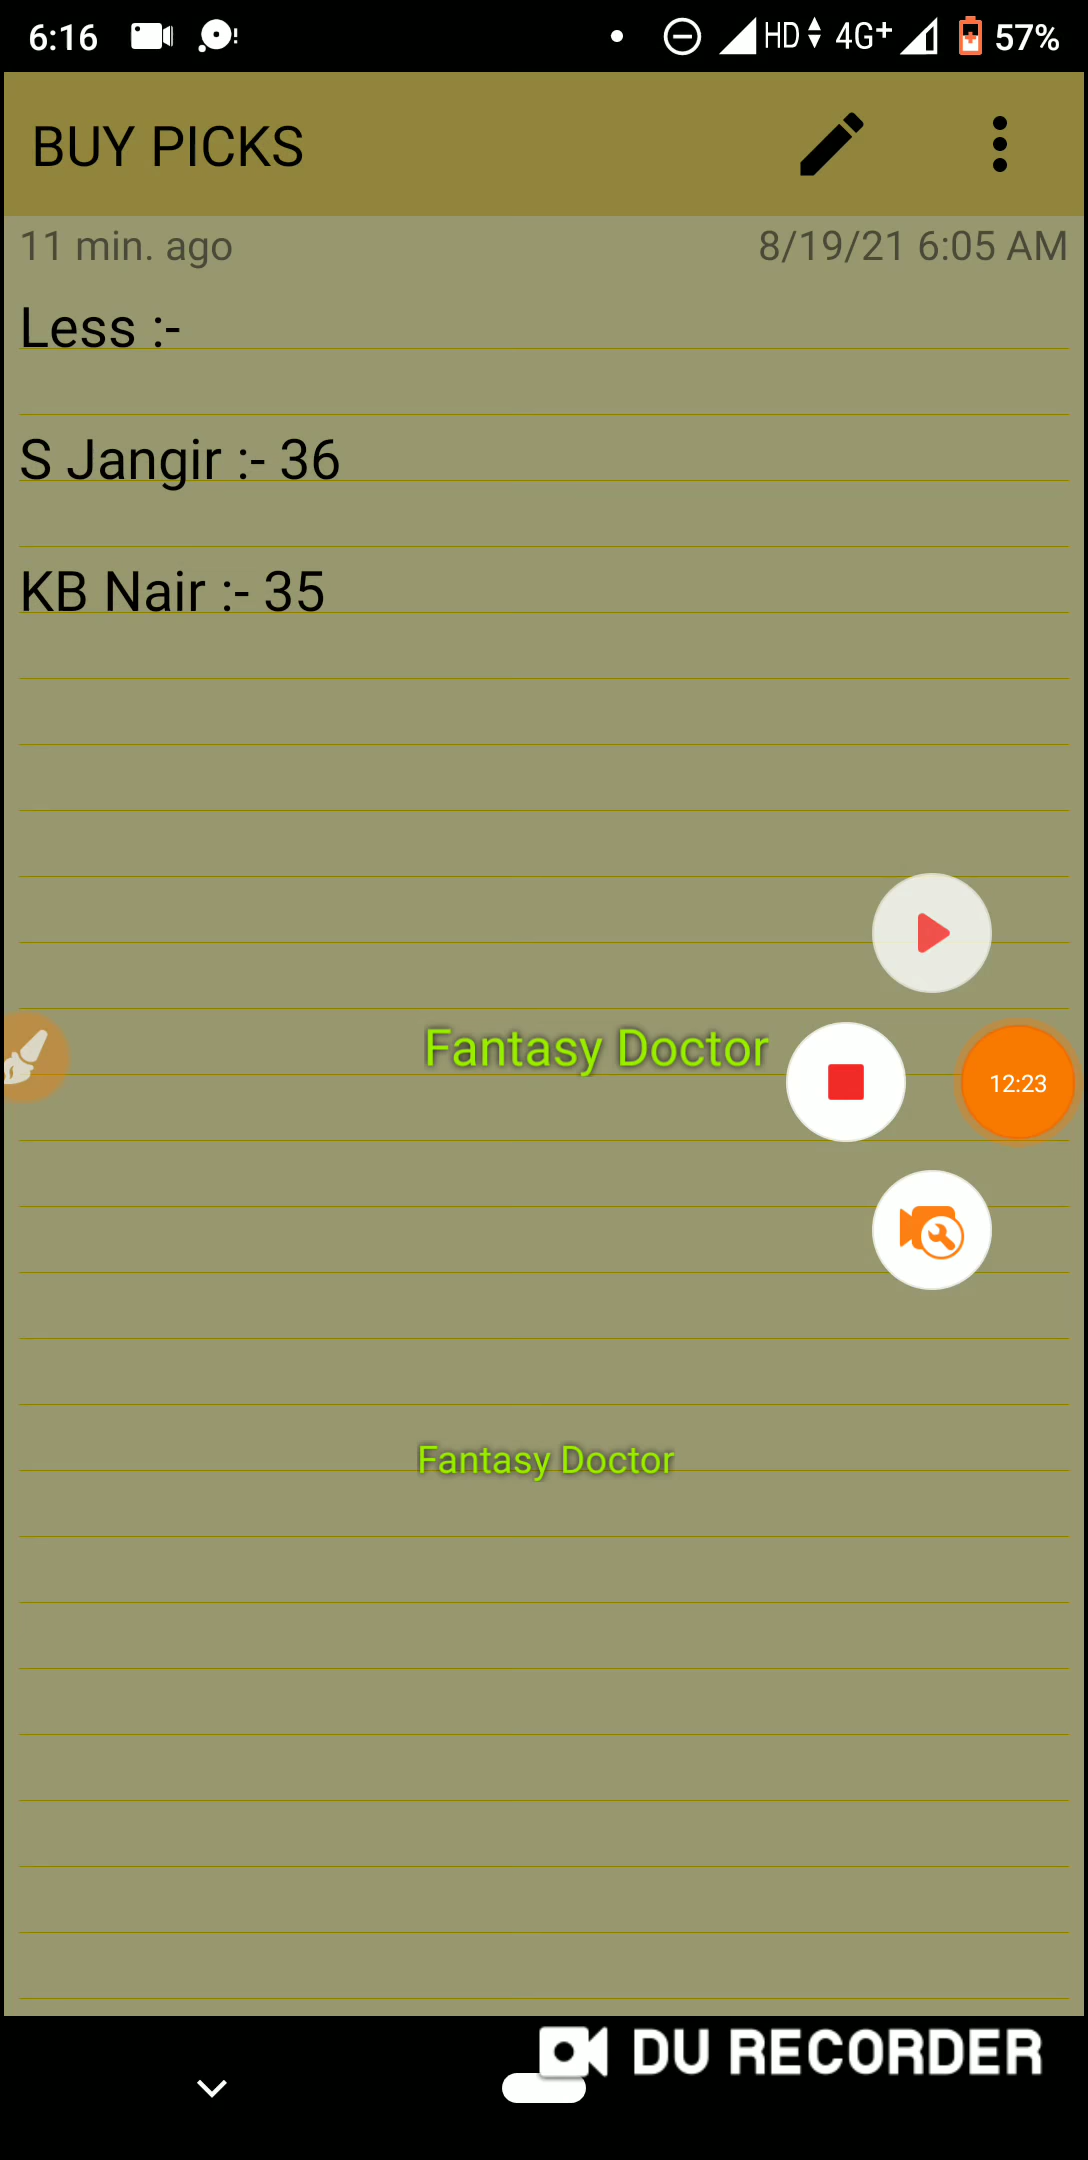 6:16 HD 4G+ 57%
BUY PICKS
11 min. ago 8/19/21 6:05 AM
Less :-
S Jangir :- 36
KB Nair :- 35
Fantasy Doctor
12:23
Fantasy Doctor
DU RECORDER